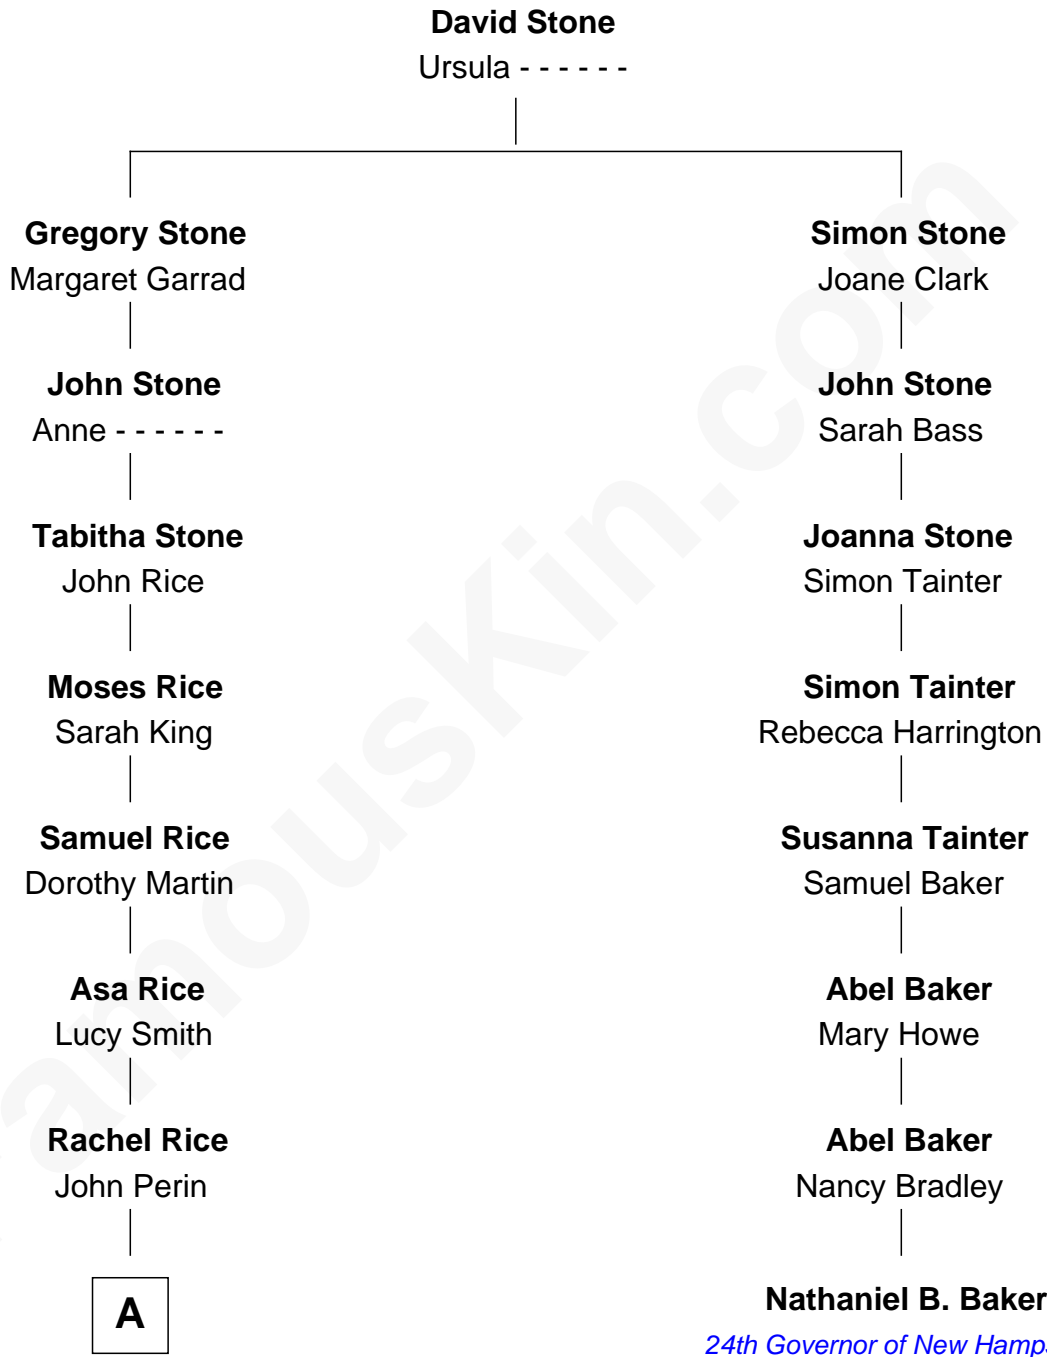 David Stone
Ursula - - - - - -
Gregory Stone
Margaret Garrad
Simon Stone
Joane Clark
John Stone
Anne - - - - - -
John Stone
Sarah Bass
Tabitha Stone
John Rice
Joanna Stone
Simon Tainter
Moses Rice
Sarah King
Simon Tainter
Rebecca Harrington
Samuel Rice
Dorothy Martin
Susanna Tainter
Samuel Baker
Asa Rice
Lucy Smith
Abel Baker
Mary Howe
Rachel Rice
John Perin
Abel Baker
Nancy Bradley
A
Nathaniel B. Baker
24th Governor of New Hamps
amouskin.com